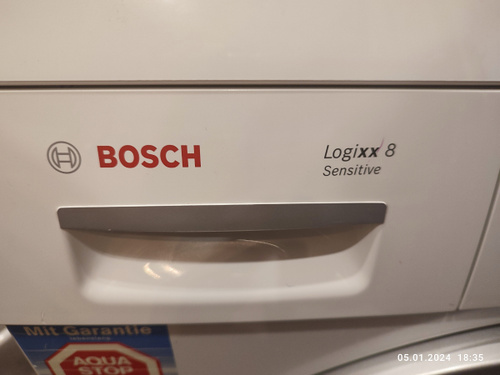 BOSCH
Logixx 8
Sensitive
Mit Garantie
AQUA
STOP
05.01.2024 18:35